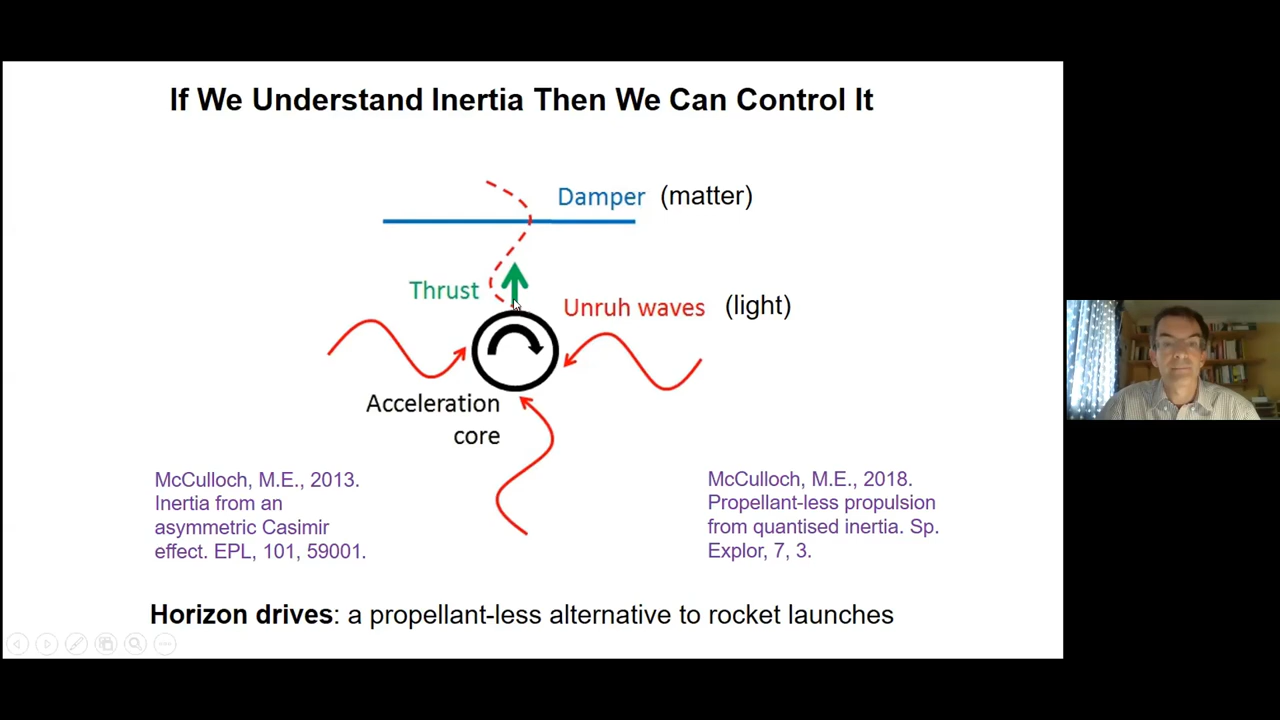 If We Understand Inertia Then We Can Control It
Damper (matter)
Thrust
Unruh waves (light)
Acceleration
core
McCulloch, M.E., 2013.
Inertia from an
asymmetric Casimir
effect. EPL, 101, 59001.
McCulloch, M.E., 2018.
Propellant-less propulsion
from quantised inertia. Sp.
Explor, 7, 3.
Horizon drives: a propellant-less alternative to rocket launches